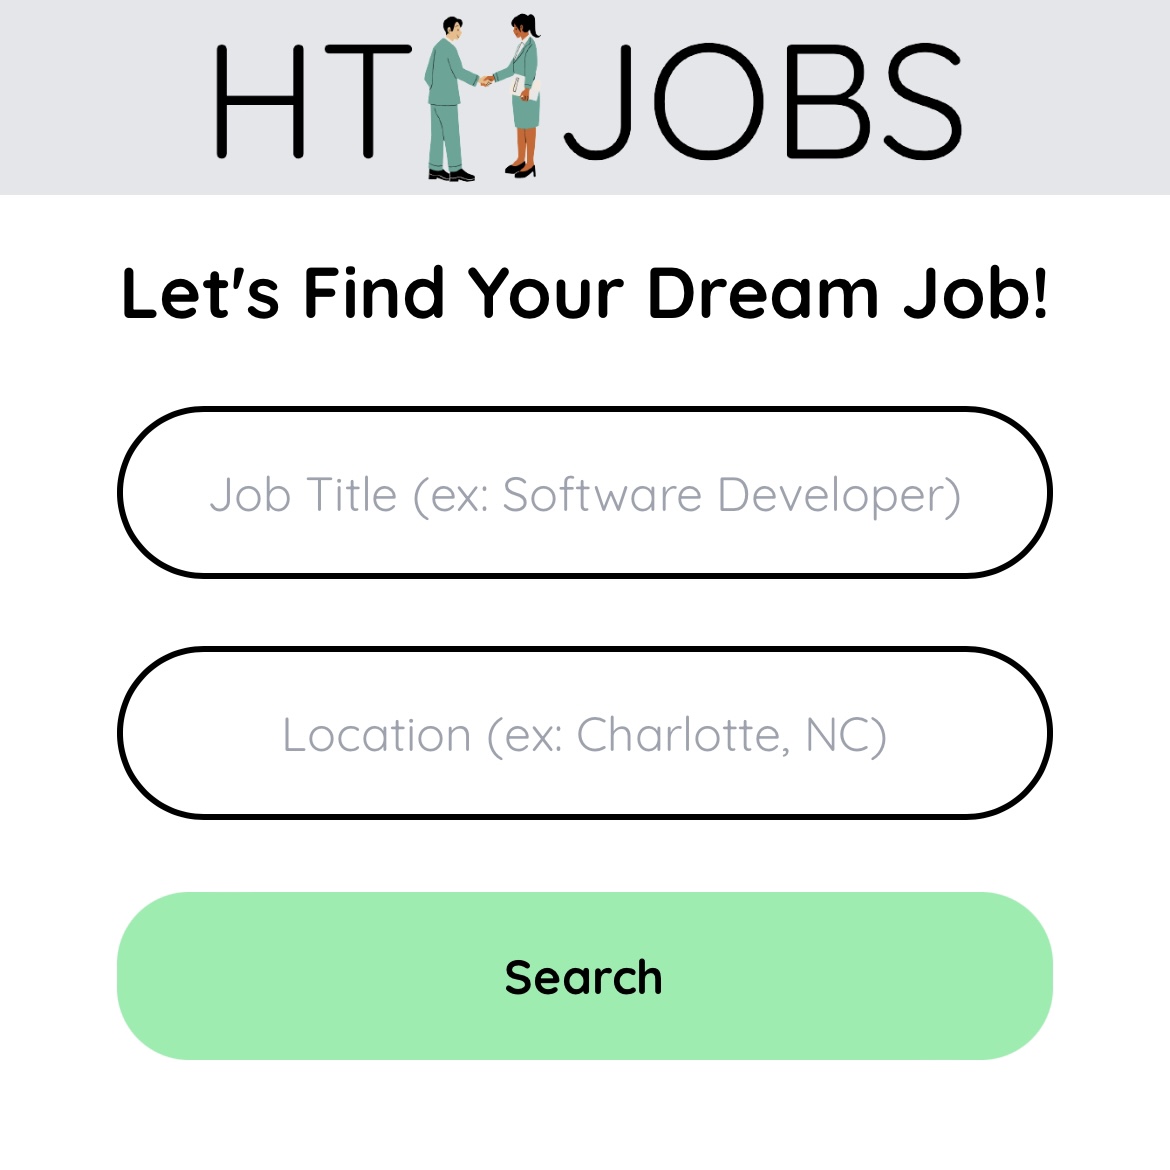 HT JOBS
Let's Find Your Dream Job!
Job Title (ex: Software Developer)
Location (ex: Charlotte, NC)
Search